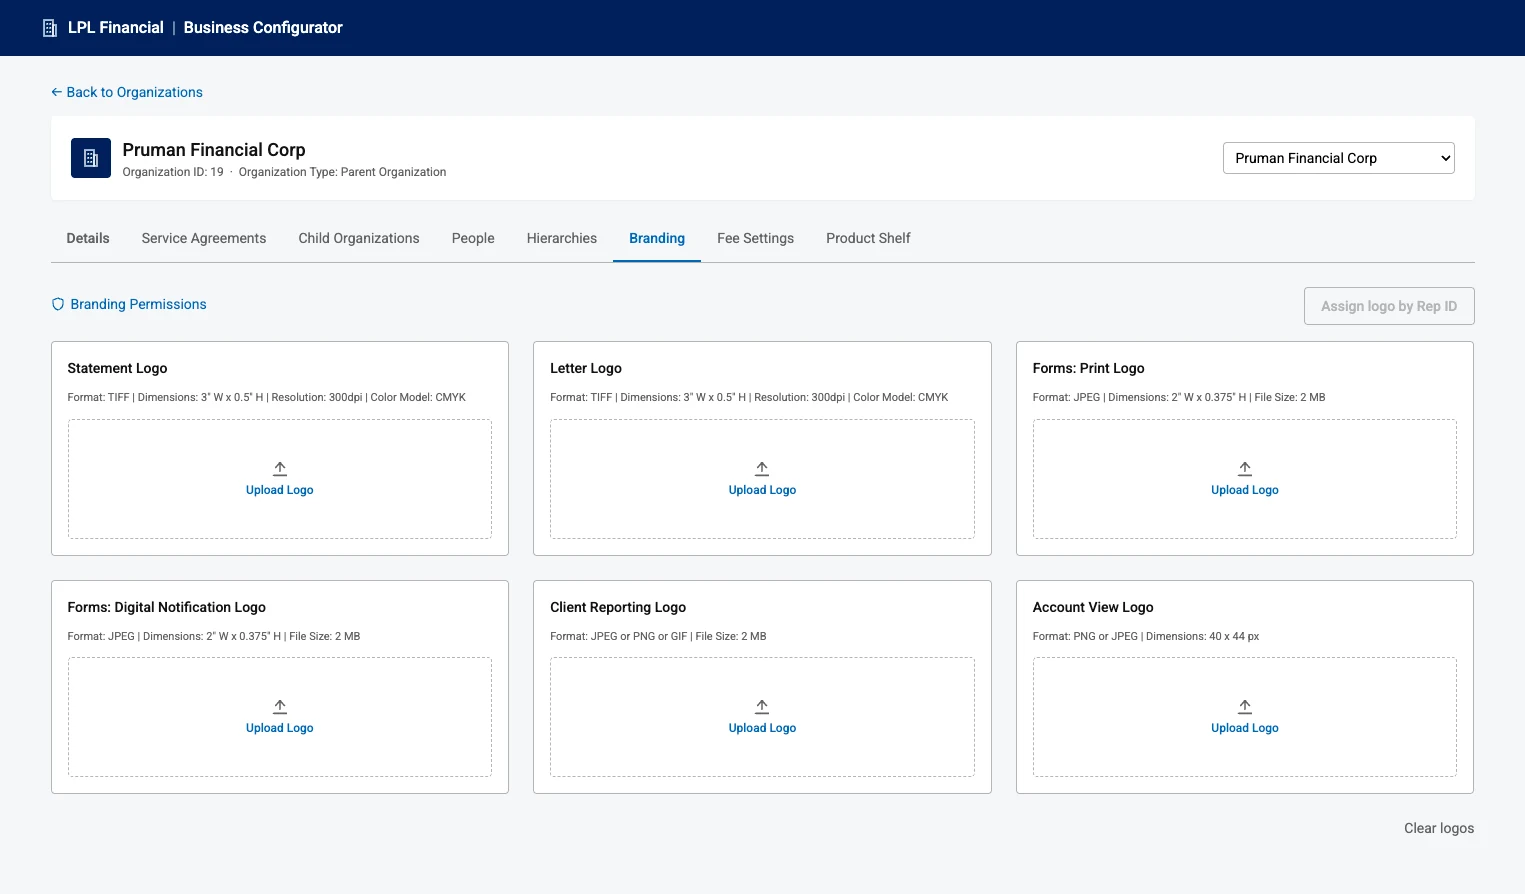 LPL Financial | Business Configurator
← Back to Organizations
Pruman Financial Corp
Organization ID: 19 · Organization Type: Parent Organization
Pruman Financial Corp
Details Service Agreements Child Organizations People Hierarchies Branding Fee Settings Product Shelf
Branding Permissions
Assign logo by Rep ID
Statement Logo
Format: TIFF | Dimensions: 3" W x 0.5" H | Resolution: 300dpi | Color Model: CMYK
Upload Logo
Letter Logo
Format: TIFF | Dimensions: 3" W x 0.5" H | Resolution: 300dpi | Color Model: CMYK
Upload Logo
Forms: Print Logo
Format: JPEG | Dimensions: 2" W x 0.375" H | File Size: 2 MB
Upload Logo
Forms: Digital Notification Logo
Format: JPEG | Dimensions: 2" W x 0.375" H | File Size: 2 MB
Upload Logo
Client Reporting Logo
Format: JPEG or PNG or GIF | File Size: 2 MB
Upload Logo
Account View Logo
Format: PNG or JPEG | Dimensions: 40 x 44 px
Upload Logo
Clear logos